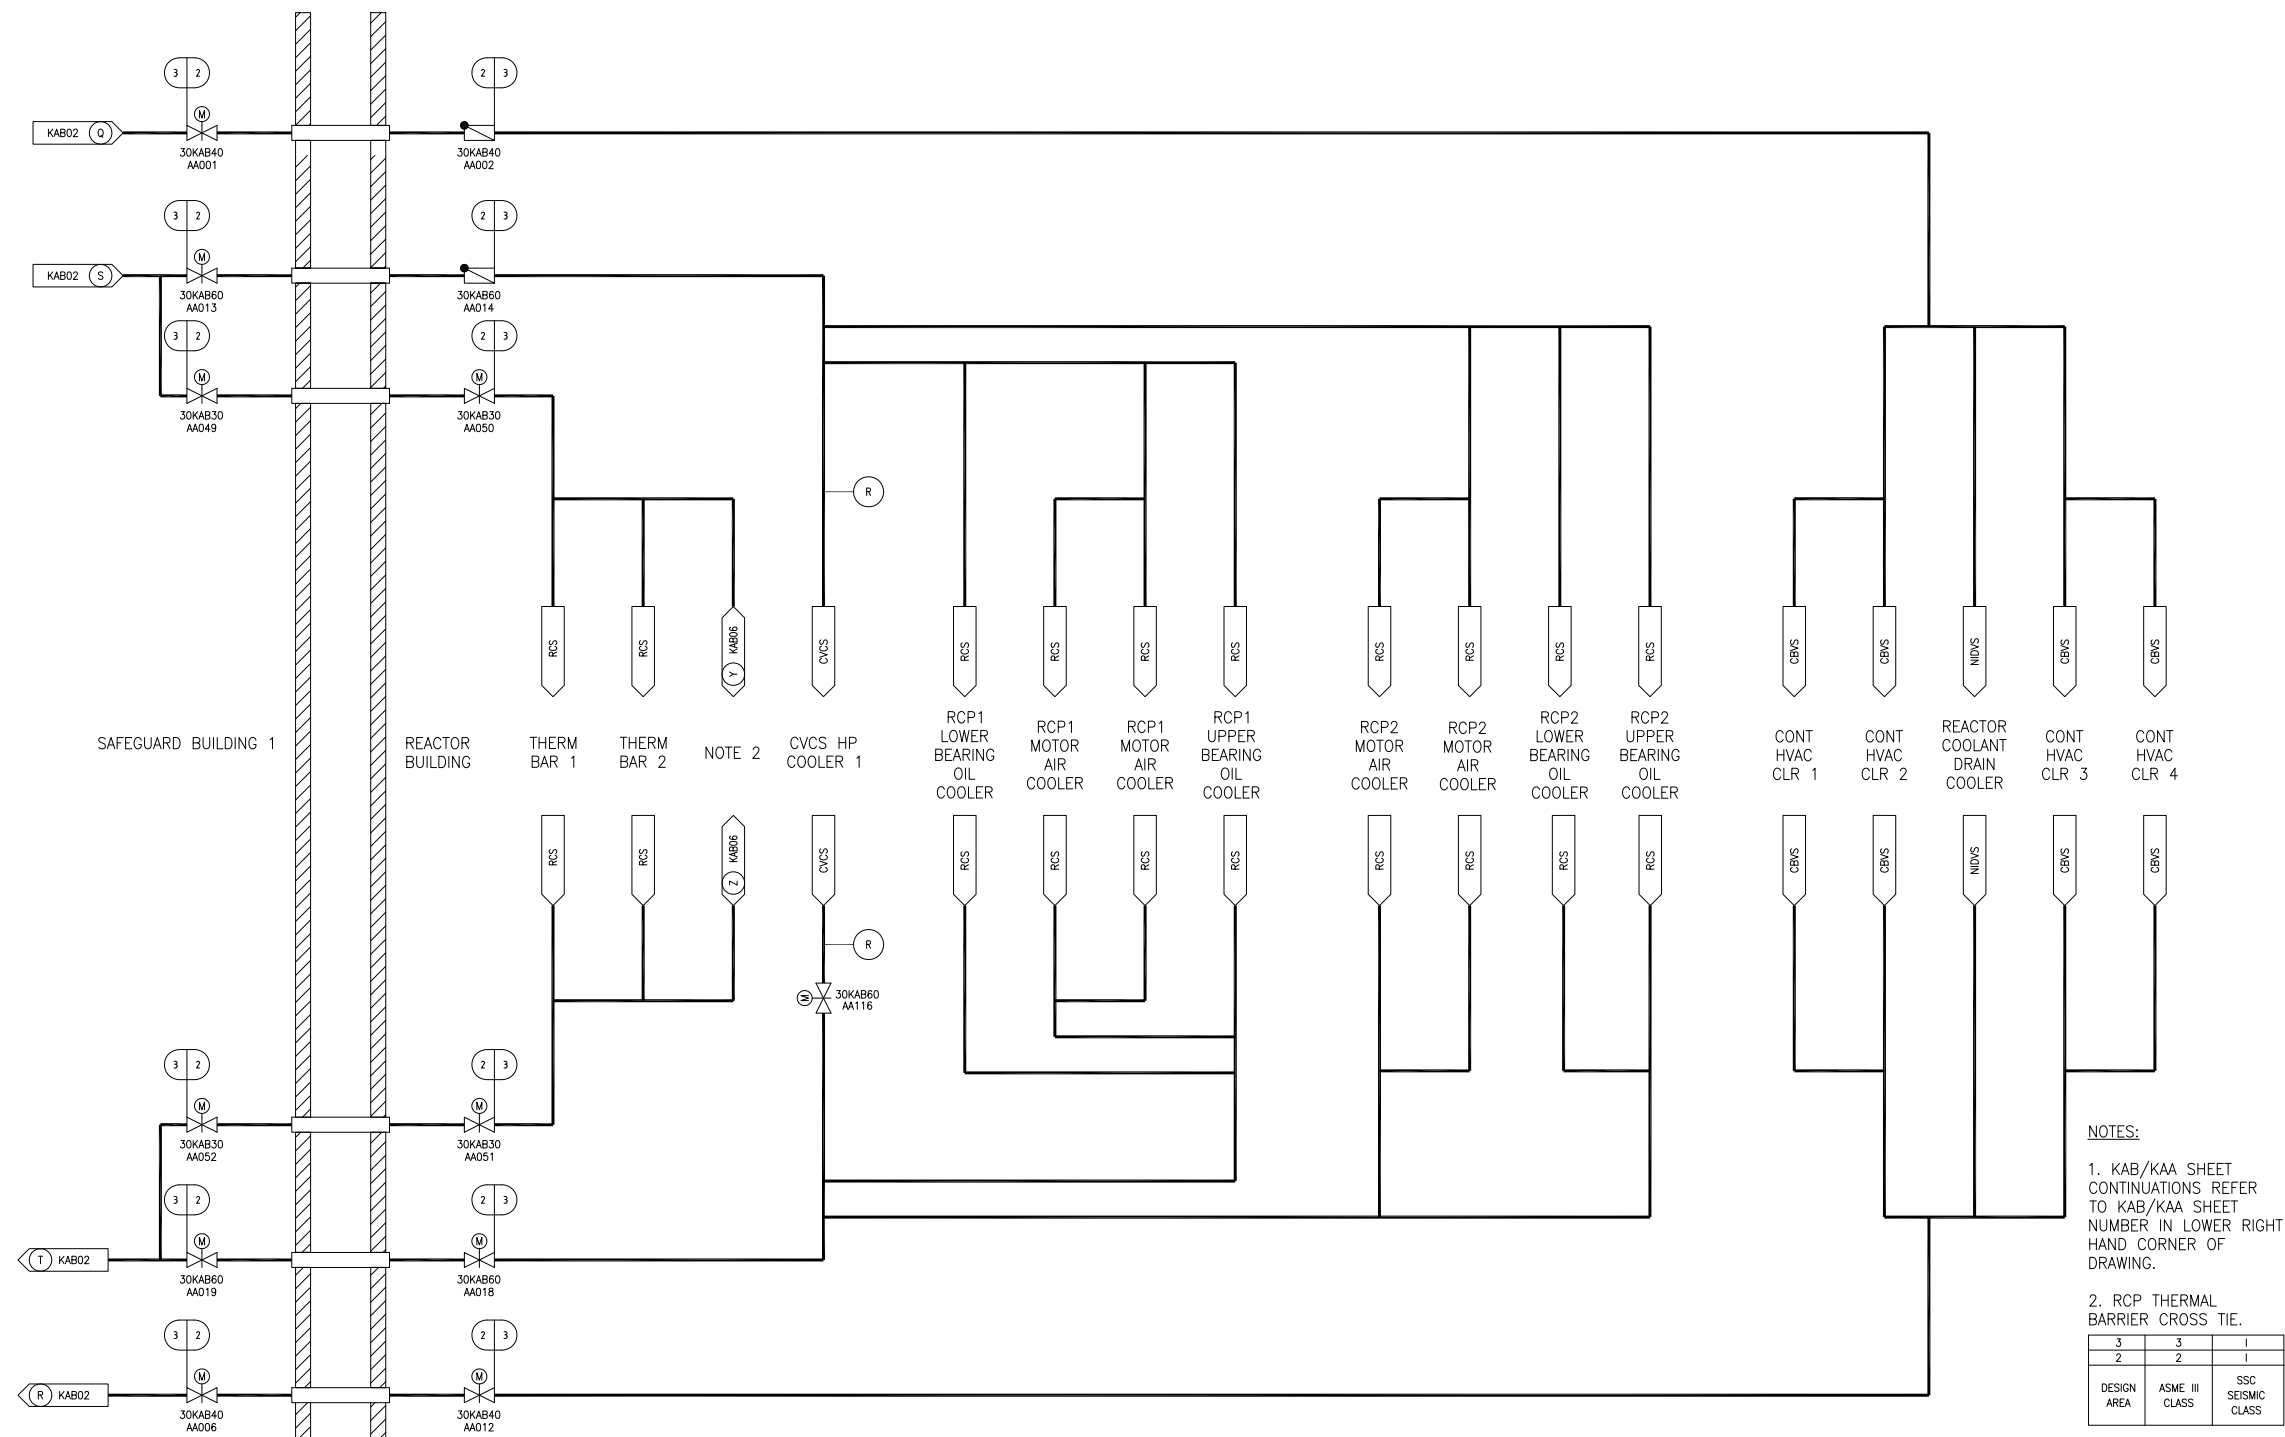 3 2
2 3
M
KAB02 Q
30KAB40
AA001
30KAB40
AA002
3 2
2 3
M
KAB02 S
30KAB60
AA013
30KAB60
AA014
3 2
2 3
M
M
30KAB30
AA049
30KAB30
AA050
R
RCS
RCS
Y KAB06
CVCS
RCS
RCS
RCS
RCS
RCS
RCS
RCS
RCS
CBVS
CBVS
NIDVS
CBVS
CBVS
SAFEGUARD BUILDING 1
REACTOR
BUILDING
THERM
BAR 1
THERM
BAR 2
NOTE 2
CVCS HP
COOLER 1
RCP1
LOWER
BEARING
OIL
COOLER
RCP1
MOTOR
AIR
COOLER
RCP1
MOTOR
AIR
COOLER
RCP1
UPPER
BEARING
OIL
COOLER
RCP2
MOTOR
AIR
COOLER
RCP2
MOTOR
AIR
COOLER
RCP2
LOWER
BEARING
OIL
COOLER
RCP2
UPPER
BEARING
OIL
COOLER
CONT
HVAC
CLR 1
CONT
HVAC
CLR 2
REACTOR
COOLANT
DRAIN
COOLER
CONT
HVAC
CLR 3
CONT
HVAC
CLR 4
RCS
RCS
Z KAB06
CVCS
RCS
RCS
RCS
RCS
RCS
RCS
RCS
RCS
CBVS
CBVS
NIDVS
CBVS
CBVS
R
M
30KAB60
AA116
3 2
2 3
M
M
30KAB30
AA052
30KAB30
AA051
3 2
2 3
M
M
T KAB02
30KAB60
AA019
30KAB60
AA018
3 2
2 3
M
M
R KAB02
30KAB40
AA006
30KAB40
AA012
NOTES:
1. KAB/KAA SHEET
CONTINUATIONS REFER
TO KAB/KAA SHEET
NUMBER IN LOWER RIGHT
HAND CORNER OF
DRAWING.
2. RCP THERMAL
BARRIER CROSS TIE.
3 3 I
2 2 I
DESIGN
AREA
ASME III
CLASS
SSC
SEISMIC
CLASS